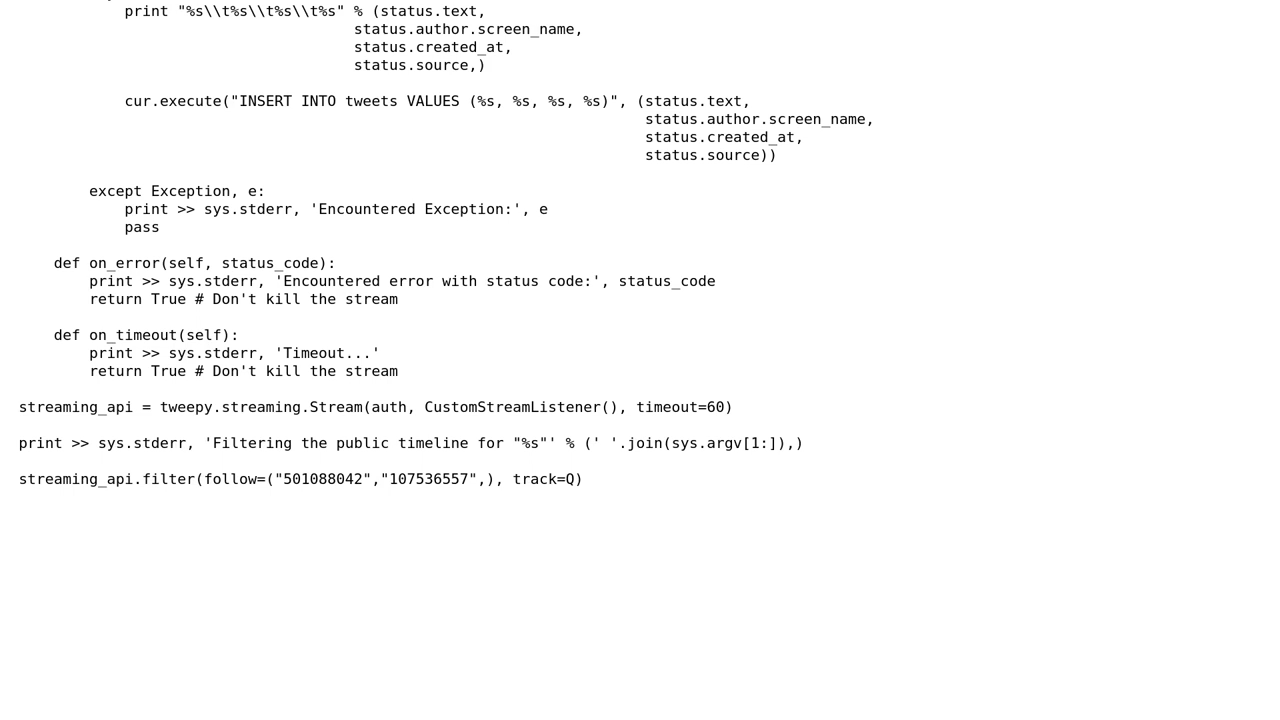 print "%s\\t%s\\t%s\\t%s" % (status.text,
status.author.screen_name,
status.created_at,
status.source,)
cur.execute("INSERT INTO tweets VALUES (%s, %s, %s, %s)", (status.text,
status.author.screen_name,
status.created_at,
status.source))
except Exception, e:
print >> sys.stderr, 'Encountered Exception:', e
pass
def on_error(self, status_code):
print >> sys.stderr, 'Encountered error with status code:', status_code
return True # Don't kill the stream
def on_timeout(self):
print >> sys.stderr, 'Timeout...'
return True # Don't kill the stream
streaming_api = tweepy.streaming.Stream(auth, CustomStreamListener(), timeout=60)
print >> sys.stderr, 'Filtering the public timeline for "%s"' % (' '.join(sys.argv[1:]),)
streaming_api.filter(follow=("501088042","107536557",), track=Q)